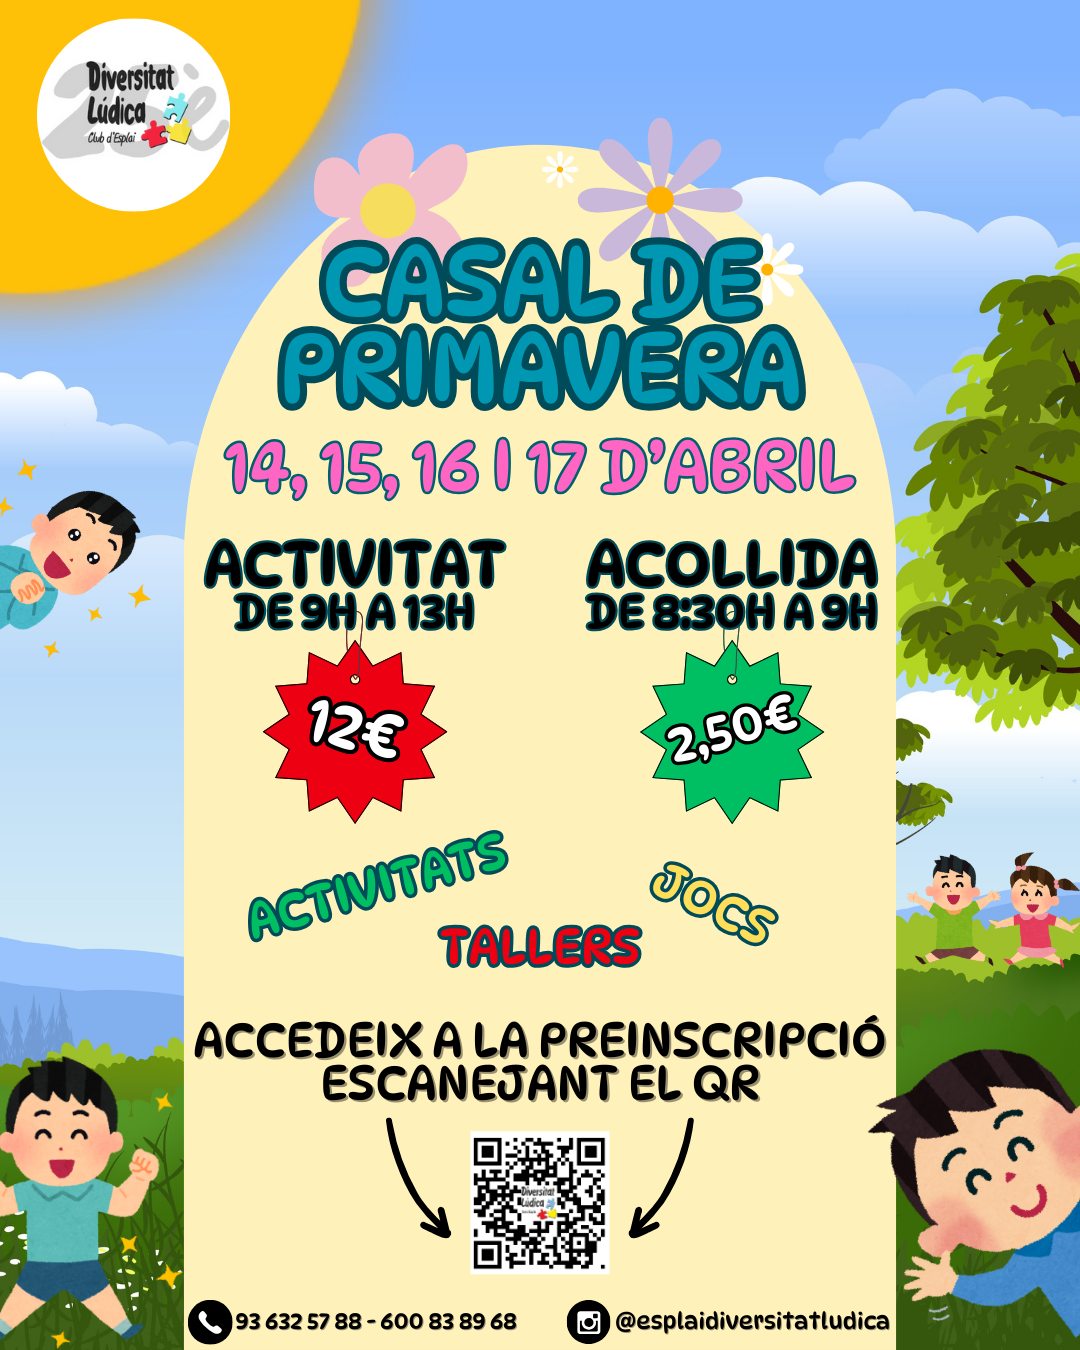 Diversitat
Lúdica
Club d'Esplai
CASAL DE
PRIMAVERA
14, 15, 16 I 17 D'ABRIL
ACTIVITAT
DE 9H A 13H
ACOLLIDA
DE 8:30H A 9H
12€
2,50€
ACTIVITATS
JOCS
TALLERS
ACCEDEIX A LA PREINSCRIPCIÓ
ESCANEJANT EL QR
Diversitat
Lúdica
93 632 57 88 - 600 83 89 68
@esplaidiversitatludica